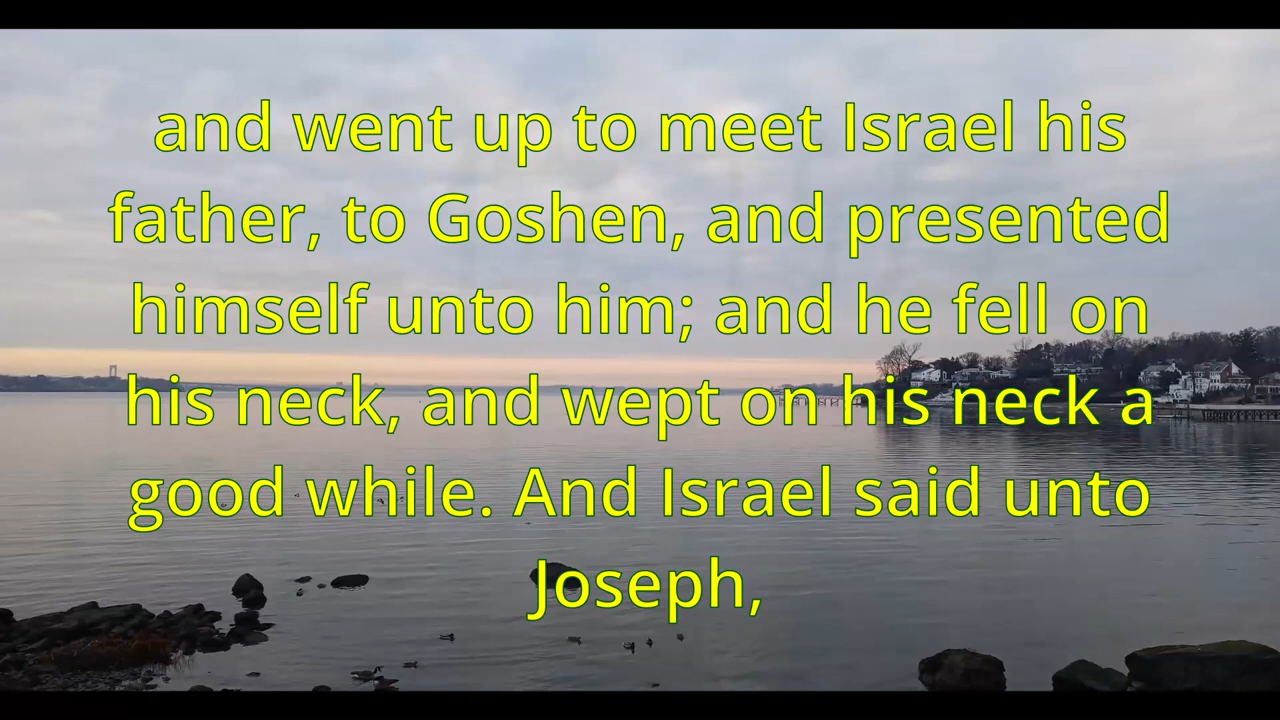 and went up to meet Israel his
father, to Goshen, and presented
himself unto him; and he fell on
his neck, and wept on his neck a
good while. And Israel said unto
Joseph,